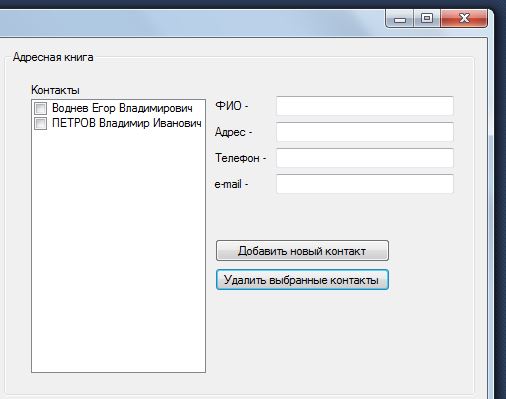 Адресная книга
Контакты
Воднев Егор Владимирович
ПЕТРОВ Владимир Иванович
ФИО -
Адрес -
Телефон -
e-mail -
Добавить новый контакт
Удалить выбранные контакты